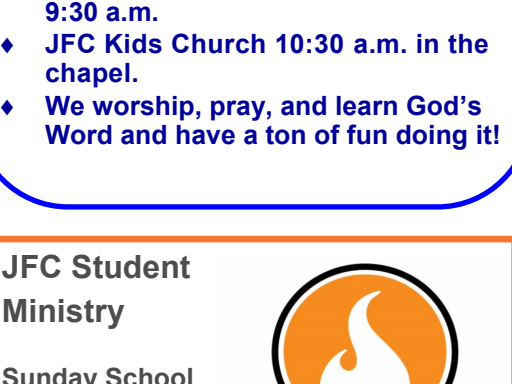 9:30 a.m.
♦ JFC Kids Church 10:30 a.m. in the
chapel.
♦ We worship, pray, and learn God's
Word and have a ton of fun doing it!
JFC Student
Ministry
Sunday School